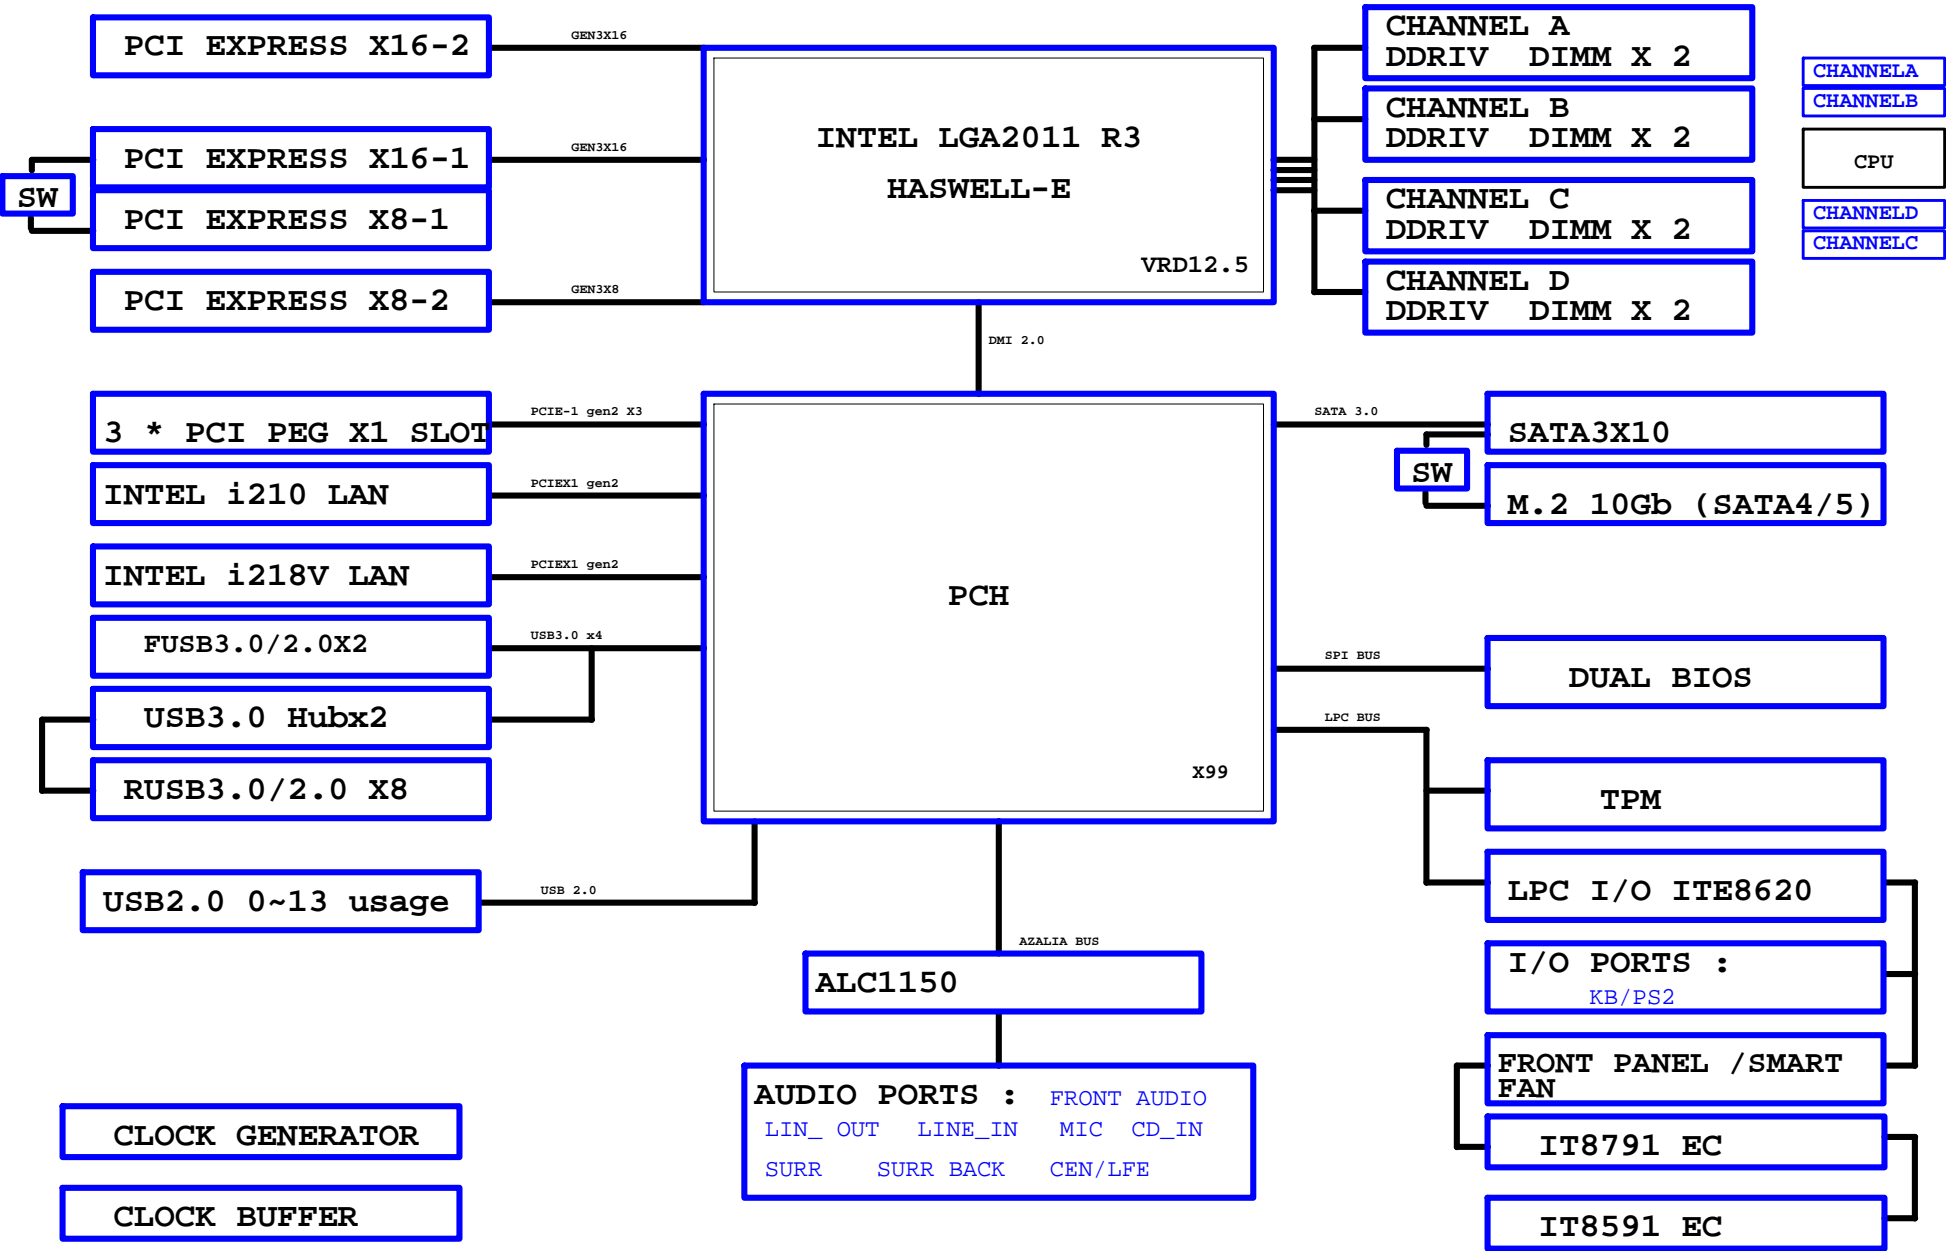 PCI EXPRESS X16-2
GEN3X16
PCI EXPRESS X16-1
GEN3X16
SW
PCI EXPRESS X8-1
PCI EXPRESS X8-2
GEN3X8
INTEL LGA2011 R3
HASWELL-E
VRD12.5
CHANNEL A
DDRIV DIMM X 2
CHANNEL B
DDRIV DIMM X 2
CHANNEL C
DDRIV DIMM X 2
CHANNEL D
DDRIV DIMM X 2
CHANNELA
CHANNELB
CPU
CHANNELD
CHANNELC
DMI 2.0
3 * PCI PEG X1 SLOT
PCIE-1 gen2 X3
INTEL i210 LAN
PCIEX1 gen2
INTEL i218V LAN
PCIEX1 gen2
FUSB3.0/2.0X2
USB3.0 x4
USB3.0 Hubx2
RUSB3.0/2.0 X8
USB2.0 0~13 usage
USB 2.0
PCH
X99
SATA 3.0
SATA3X10
SW
M.2 10Gb (SATA4/5)
SPI BUS
DUAL BIOS
LPC BUS
TPM
LPC I/O ITE8620
I/O PORTS :
KB/PS2
FRONT PANEL /SMART
FAN
IT8791 EC
IT8591 EC
AZALIA BUS
ALC1150
AUDIO PORTS : FRONT AUDIO
LIN_ OUT LINE_IN MIC CD_IN
SURR SURR BACK CEN/LFE
CLOCK GENERATOR
CLOCK BUFFER